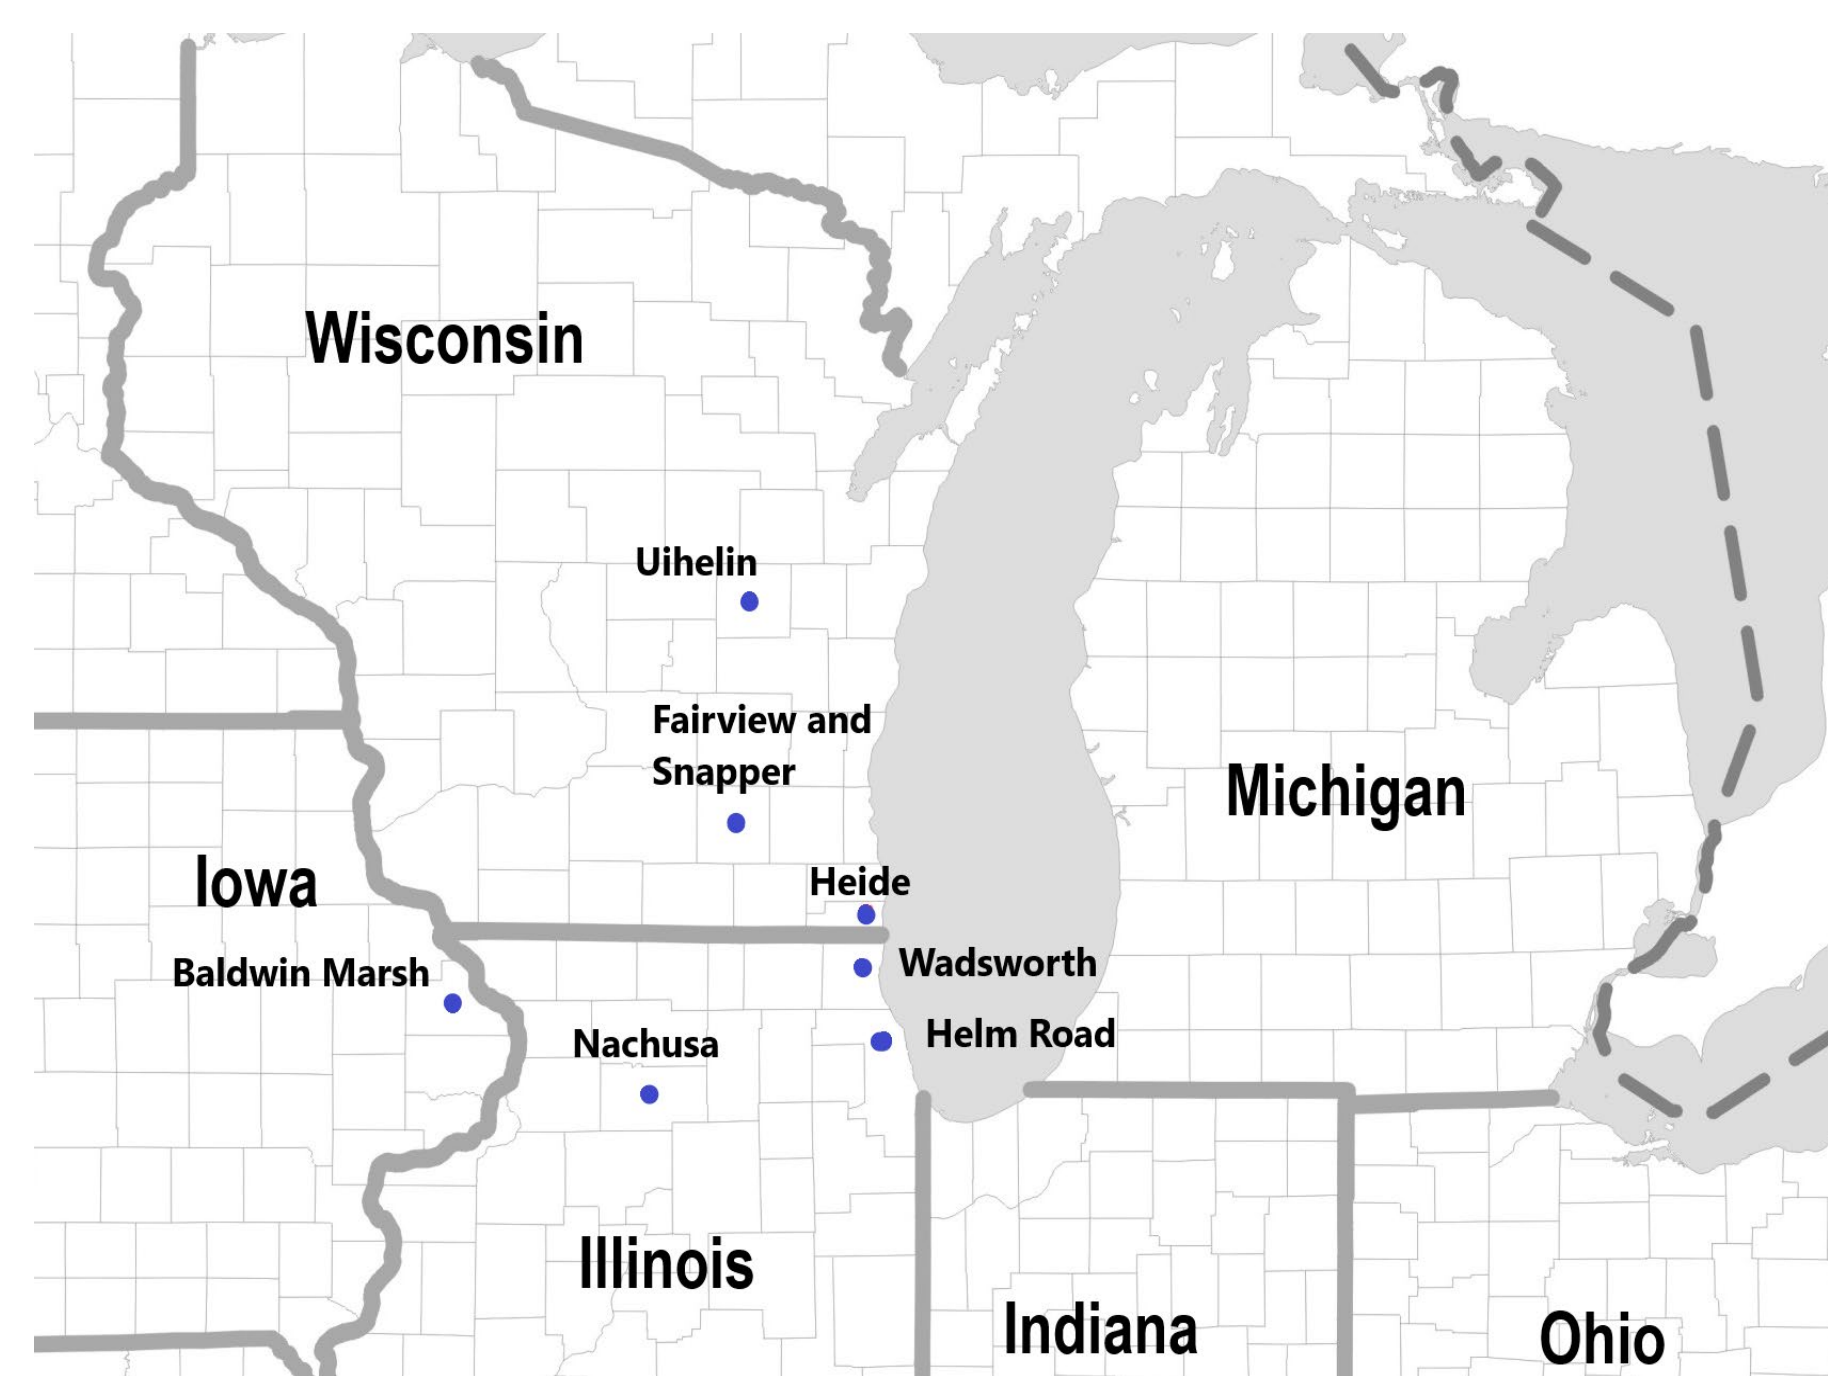 Wisconsin
Uihelin
Fairview and
Snapper
Michigan
Iowa
Heide
Baldwin Marsh
Wadsworth
Helm Road
Nachusa
Illinois
Indiana
Ohio